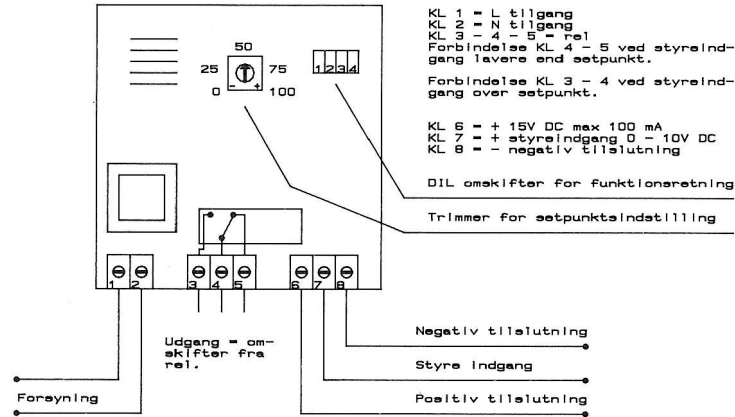 KL 1 = L tilgang
KL 2 = N tilgang
KL 3 - 4 - 5 = rel
Forbindelse KL 4 - 5 ved styreind-
gang lavere end setpunkt.
Forbindelse KL 3 - 4 ved styreind-
gang over setpunkt.
KL 6 = + 15V DC max 100 mA
KL 7 = + styreindgang 0 - 10V DC
KL 8 = - negativ tilslutning
DIL omskifter for funktionsretning
Trimmer for setpunktsindstilling
50
25 75
0 - + 100
1 2 3 4
1 2 3 4 5 6 7 8
Udgang = om-
skifter fra
rel.
Negativ tilslutning
Styre indgang
Positiv tilslutning
Forsyning